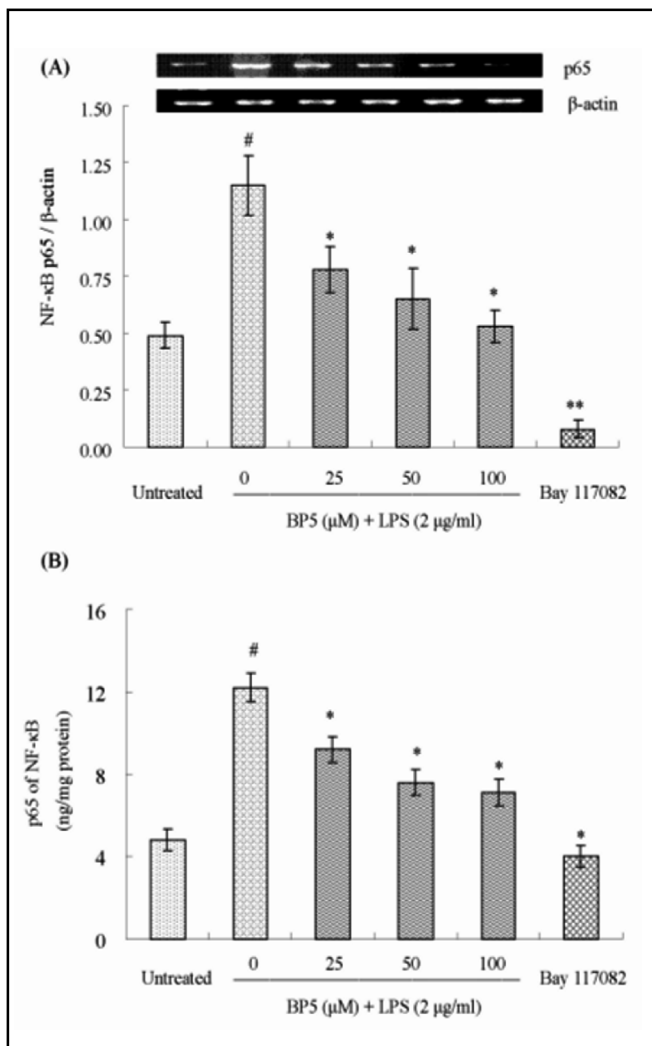 (A)
p65
β-actin
NF-κB p65 / β-actin
1.50
1.25
1.00
0.75
0.50
0.25
0.00
#
*
*
*
**
Untreated 0 25 50 100 Bay 117082
BP5 (μM) + LPS (2 μg/ml)
(B)
p65 of NF-κB
(ng/mg protein)
16
12
8
4
0
#
*
*
*
*
Untreated 0 25 50 100 Bay 117082
BP5 (μM) + LPS (2 μg/ml)